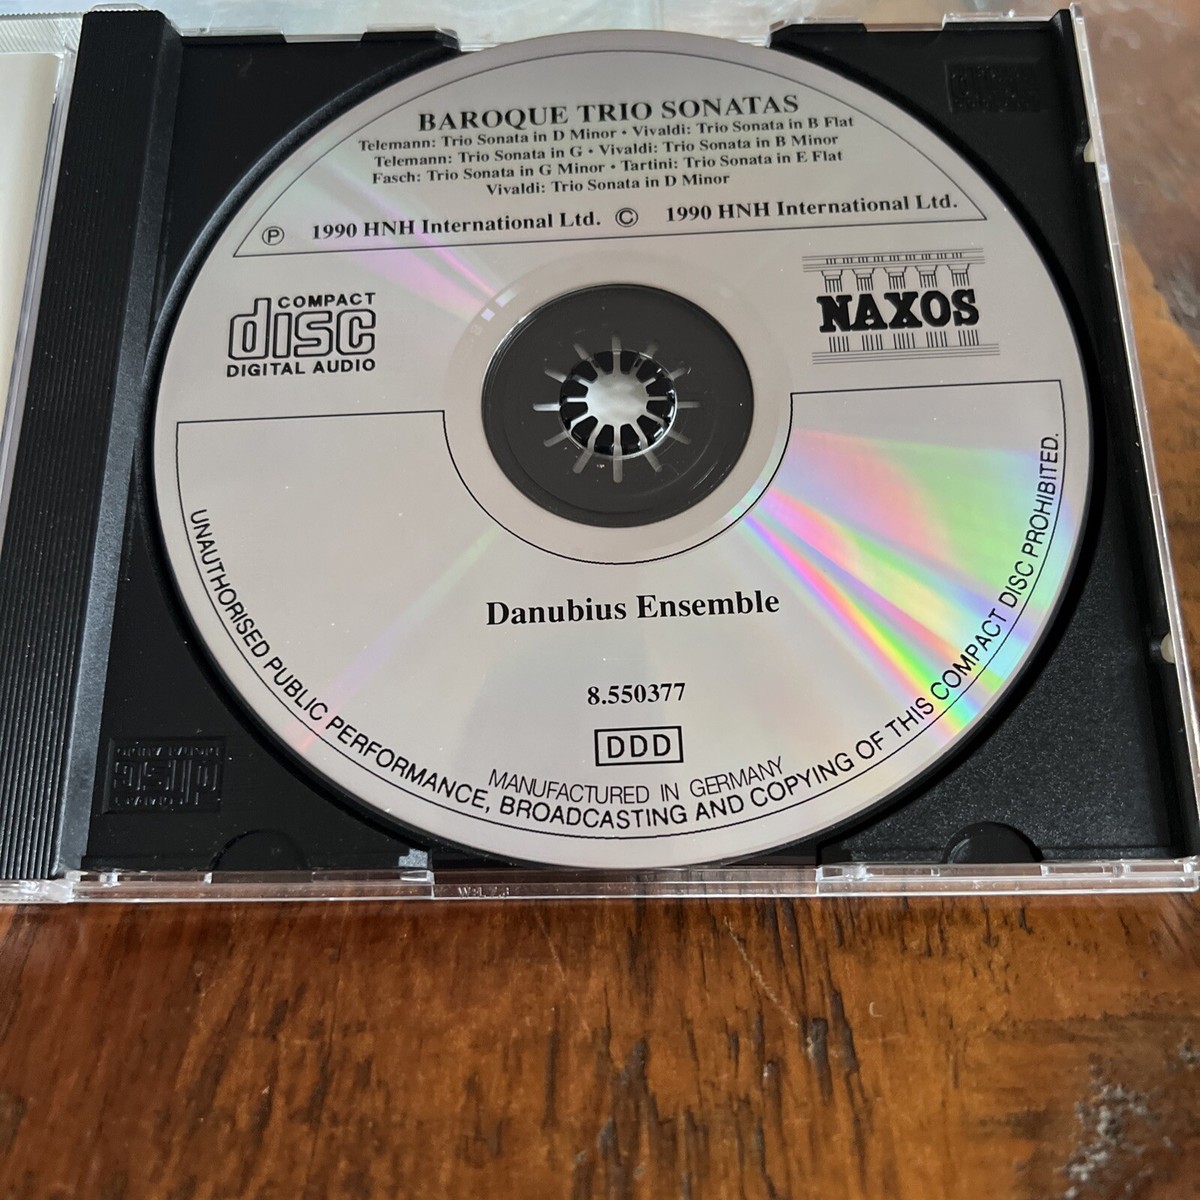 BAROQUE TRIO SONATAS
Telemann: Trio Sonata in D Minor • Vivaldi: Trio Sonata in B Flat
Telemann: Trio Sonata in G • Vivaldi: Trio Sonata in B Minor
Fasch: Trio Sonata in G Minor • Tartini: Trio Sonata in E Flat
Vivaldi: Trio Sonata in D Minor
Ⓟ 1990 HNH International Ltd. © 1990 HNH International Ltd.
COMPACT
disc
DIGITAL AUDIO
NAXOS
Danubius Ensemble
8.550377
DDD
MANUFACTURED IN GERMANY
UNAUTHORISED PUBLIC PERFORMANCE, BROADCASTING AND COPYING OF THIS COMPACT DISC PROHIBITED.